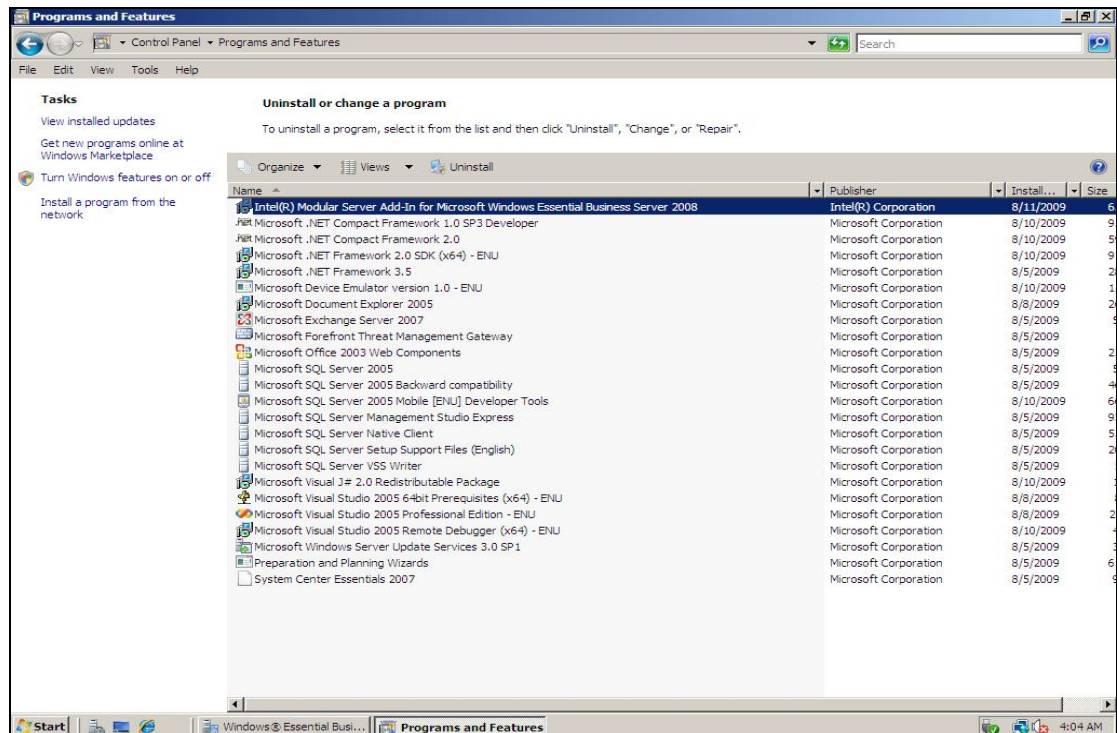 Programs and Features
Control Panel Programs and Features
Search
File Edit View Tools Help
Tasks
View installed updates
Get new programs online at
Windows Marketplace
Turn Windows features on or off
Install a program from the
network
Uninstall or change a program
To uninstall a program, select it from the list and then click "Uninstall", "Change", or "Repair".
Organize Views Uninstall
Name Publisher Install... Size
Intel(R) Modular Server Add-In for Microsoft Windows Essential Business Server 2008 Intel(R) Corporation 8/11/2009 6.
Microsoft .NET Compact Framework 1.0 SP3 Developer Microsoft Corporation 8/10/2009 9.
Microsoft .NET Compact Framework 2.0 Microsoft Corporation 8/10/2009
Microsoft .NET Framework 2.0 SDK (x64) - ENU Microsoft Corporation 8/10/2009 9
Microsoft .NET Framework 3.5 Microsoft Corporation 8/5/2009
Microsoft Device Emulator version 1.0 - ENU Microsoft Corporation 8/10/2009 1
Microsoft Document Explorer 2005 Microsoft Corporation 8/8/2009
Microsoft Exchange Server 2007 Microsoft Corporation 8/5/2009
Microsoft Forefront Threat Management Gateway Microsoft Corporation 8/5/2009
Microsoft Office 2003 Web Components Microsoft Corporation 8/5/2009 2
Microsoft SQL Server 2005 Microsoft Corporation 8/5/2009
Microsoft SQL Server 2005 Backward compatibility Microsoft Corporation 8/5/2009
Microsoft SQL Server 2005 Mobile [ENU] Developer Tools Microsoft Corporation 8/10/2009
Microsoft SQL Server Management Studio Express Microsoft Corporation 8/5/2009 9.
Microsoft SQL Server Native Client Microsoft Corporation 8/5/2009 5.
Microsoft SQL Server Setup Support Files (English) Microsoft Corporation 8/5/2009
Microsoft SQL Server VSS Writer Microsoft Corporation 8/5/2009
Microsoft Visual J# 2.0 Redistributable Package Microsoft Corporation 8/10/2009
Microsoft Visual Studio 2005 64bit Prerequisites (x64) - ENU Microsoft Corporation 8/8/2009
Microsoft Visual Studio 2005 Professional Edition - ENU Microsoft Corporation 8/8/2009 2
Microsoft Visual Studio 2005 Remote Debugger (x64) - ENU Microsoft Corporation 8/10/2009
Microsoft Windows Server Update Services 3.0 SP1 Microsoft Corporation 8/5/2009
Preparation and Planning Wizards Microsoft Corporation 8/5/2009 6.
System Center Essentials 2007 Microsoft Corporation 8/5/2009
Start Windows® Essential Busi... Programs and Features 4:04 AM